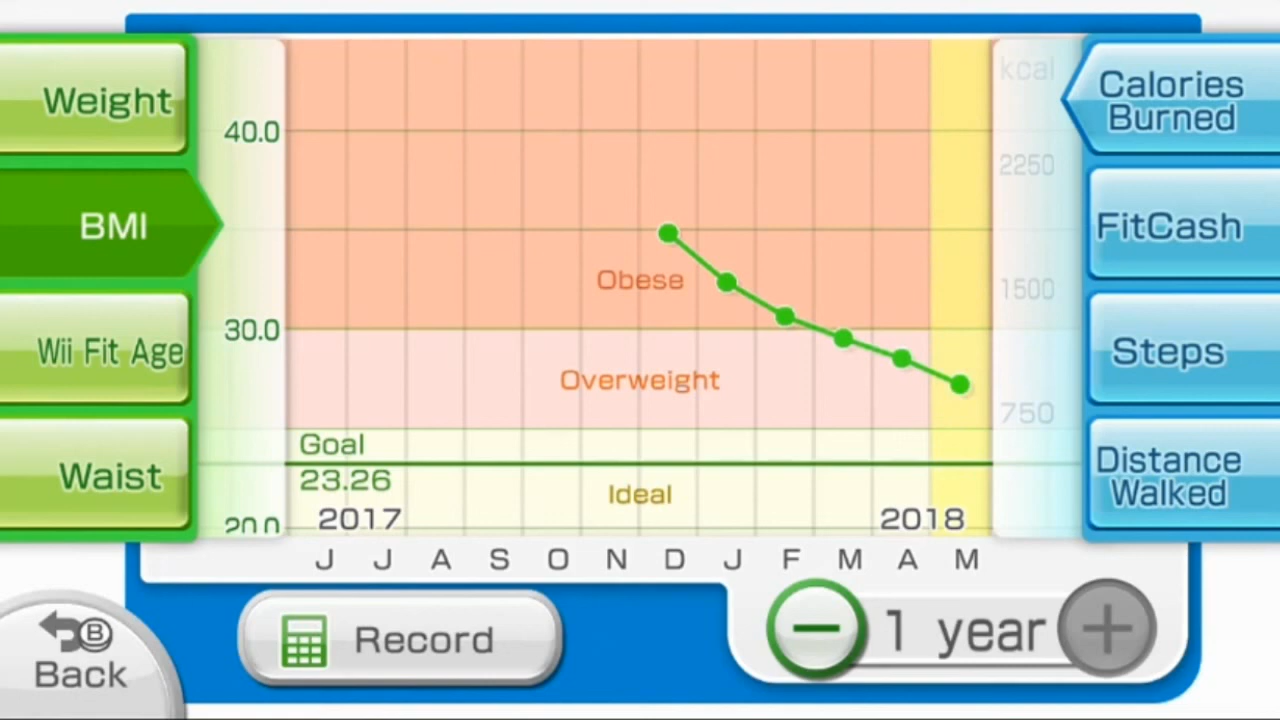 Weight
BMI
Wii Fit Age
Waist
40.0
30.0
20.0
Obese
Overweight
Goal
23.26
Ideal
2017
2018
J J A S O N D J F M A M
kcal
2250
1500
750
Calories
Burned
FitCash
Steps
Distance
Walked
B
Back
Record
− 1 year +